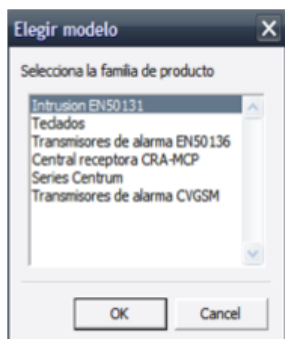 Elegir modelo
Selecciona la familia de producto
Intrusion EN50131
Teclados
Transmisores de alarma EN50136
Central receptora CRA-MCP
Series Centrum
Transmisores de alarma CVGSM
OK
Cancel